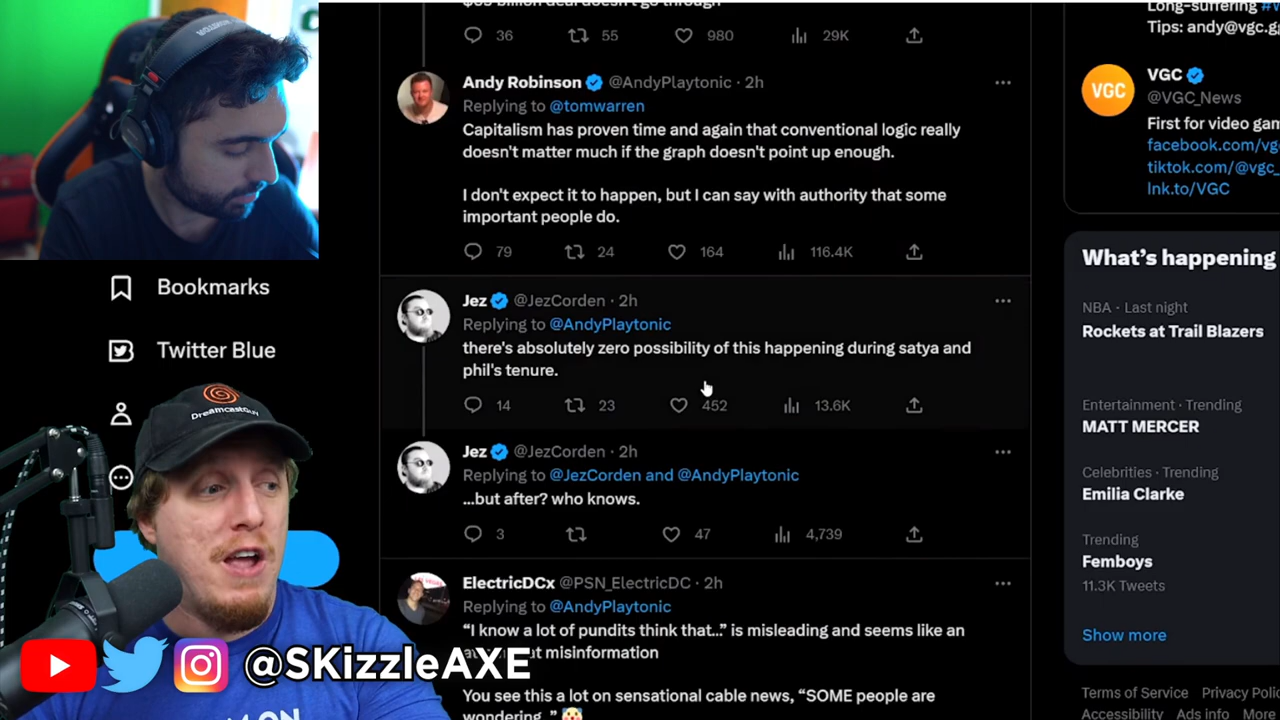 $69 billion deal doesn't go through
36 55 980 29K
Andy Robinson @AndyPlaytonic · 2h
Replying to @tomwarren
Capitalism has proven time and again that conventional logic really
doesn't matter much if the graph doesn't point up enough.
I don't expect it to happen, but I can say with authority that some
important people do.
79 24 164 116.4K
Jez @JezCorden · 2h
Replying to @AndyPlaytonic
there's absolutely zero possibility of this happening during satya and
phil's tenure.
14 23 452 13.6K
Jez @JezCorden · 2h
Replying to @JezCorden and @AndyPlaytonic
...but after? who knows.
3 47 4,739
ElectricDCx @PSN_ElectricDC · 2h
Replying to @AndyPlaytonic
“I know a lot of pundits think that...” is misleading and seems like an
misinformation
You see this a lot on sensational cable news, “SOME people are
wondering
Bookmarks
Twitter Blue
DreamcastGuy
@SKizzleAXE
Long-suffering
Tips: andy@vgc.g
VGC
VGC
@VGC_News
First for video gam
facebook.com/vg
tiktok.com/@vgc_
lnk.to/VGC
What's happening
NBA · Last night
Rockets at Trail Blazers
Entertainment · Trending
MATT MERCER
Celebrities · Trending
Emilia Clarke
Trending
Femboys
11.3K Tweets
Show more
Terms of Service Privacy Polic
Accessibility Ads info More